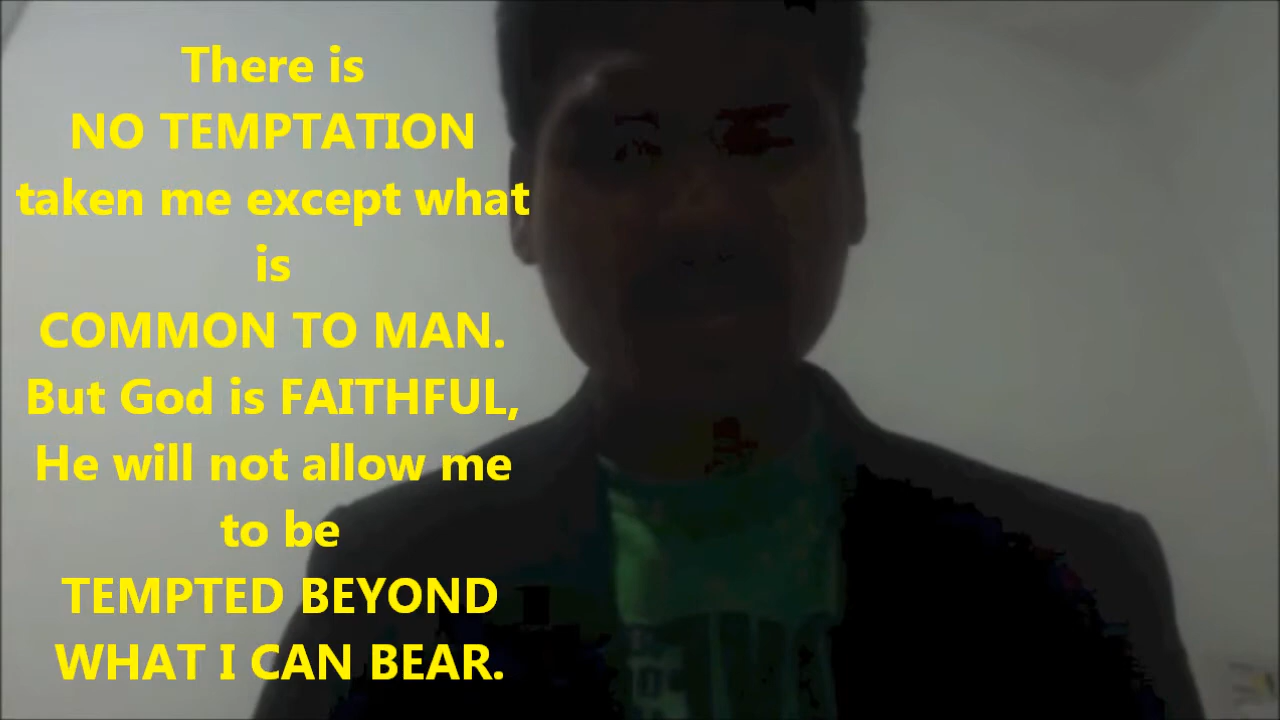 There is
NO TEMPTATION
taken me except what
is
COMMON TO MAN.
But God is FAITHFUL,
He will not allow me
to be
TEMPTED BEYOND
WHAT I CAN BEAR.